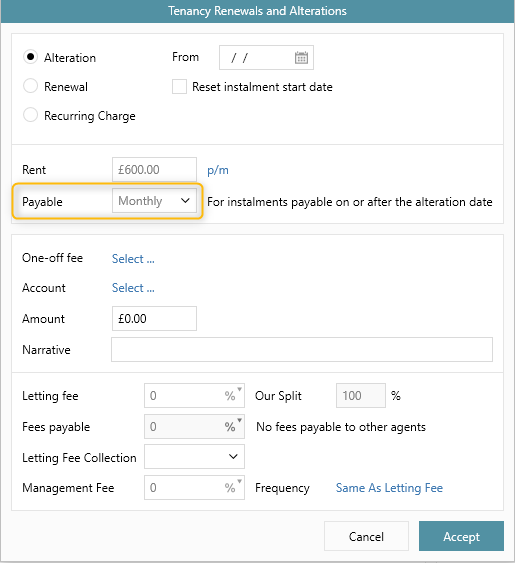 Tenancy Renewals and Alterations
Alteration From / /
Renewal Reset instalment start date
Recurring Charge
Rent £600.00 p/m
Payable Monthly For instalments payable on or after the alteration date
One-off fee Select ...
Account Select ...
Amount £0.00
Narrative
Letting fee 0 % Our Split 100 %
Fees payable 0 % No fees payable to other agents
Letting Fee Collection
Management Fee 0 % Frequency Same As Letting Fee
Cancel Accept